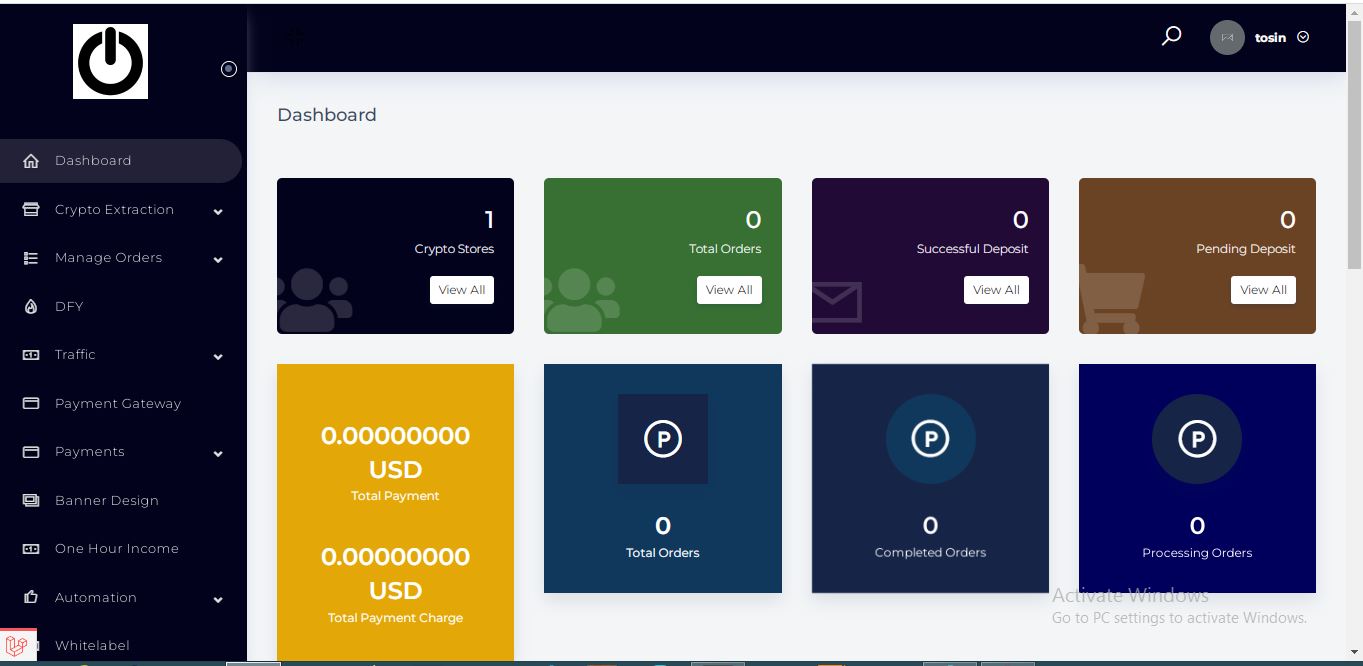 tosin
Dashboard
Dashboard
Crypto Extraction
Manage Orders
DFY
Traffic
Payment Gateway
Payments
Banner Design
One Hour Income
Automation
Whitelabel
1
Crypto Stores
View All
0
Total Orders
View All
0
Successful Deposit
View All
0
Pending Deposit
View All
0.00000000
USD
Total Payment
0.00000000
USD
Total Payment Charge
P
0
Total Orders
P
0
Completed Orders
P
0
Processing Orders
Activate Windows
Go to PC settings to activate Windows.